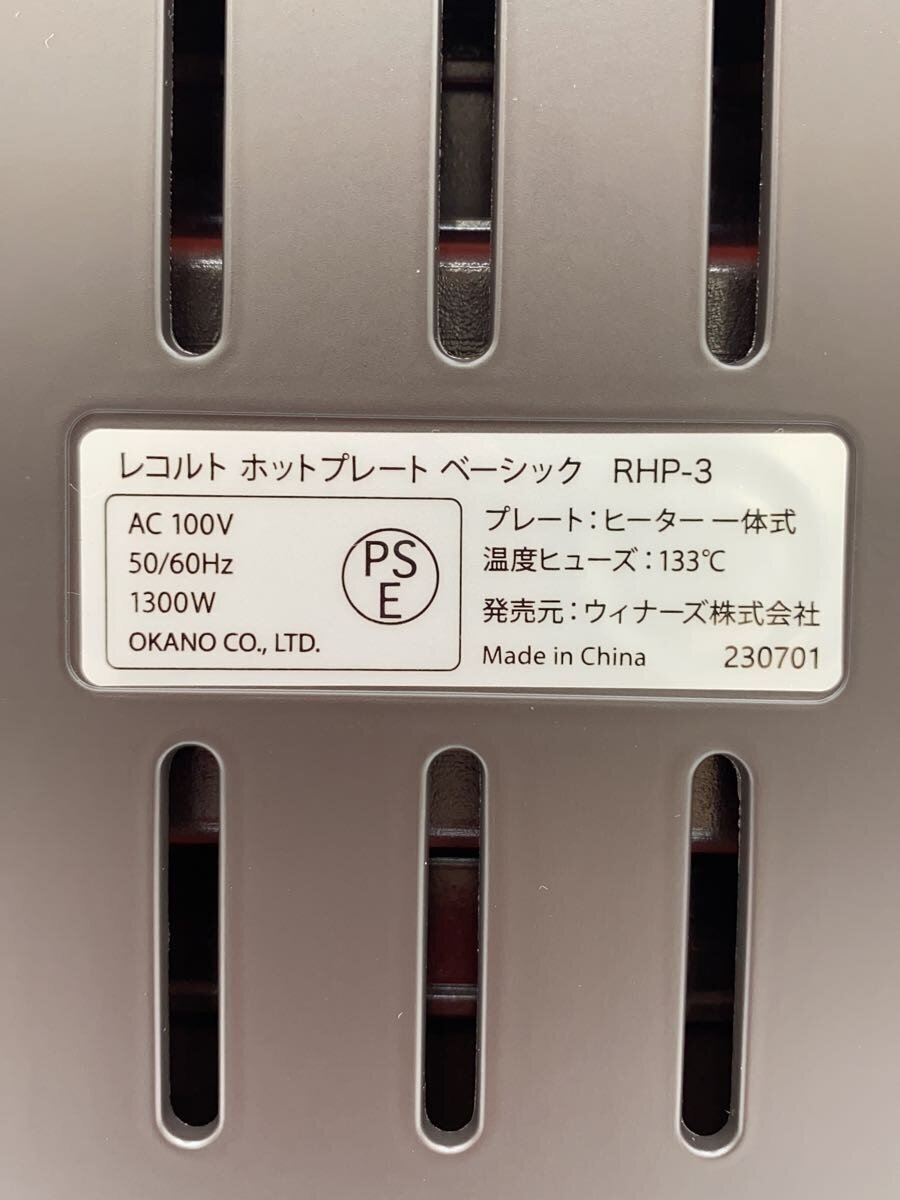 レコルト ホットプレート ベーシック RHP-3
AC 100V
50/60Hz
1300W
OKANO CO., LTD.
PS
E
プレート:ヒーター一体式
温度ヒューズ:133℃
発売元:ウィナーズ株式会社
Made in China 230701